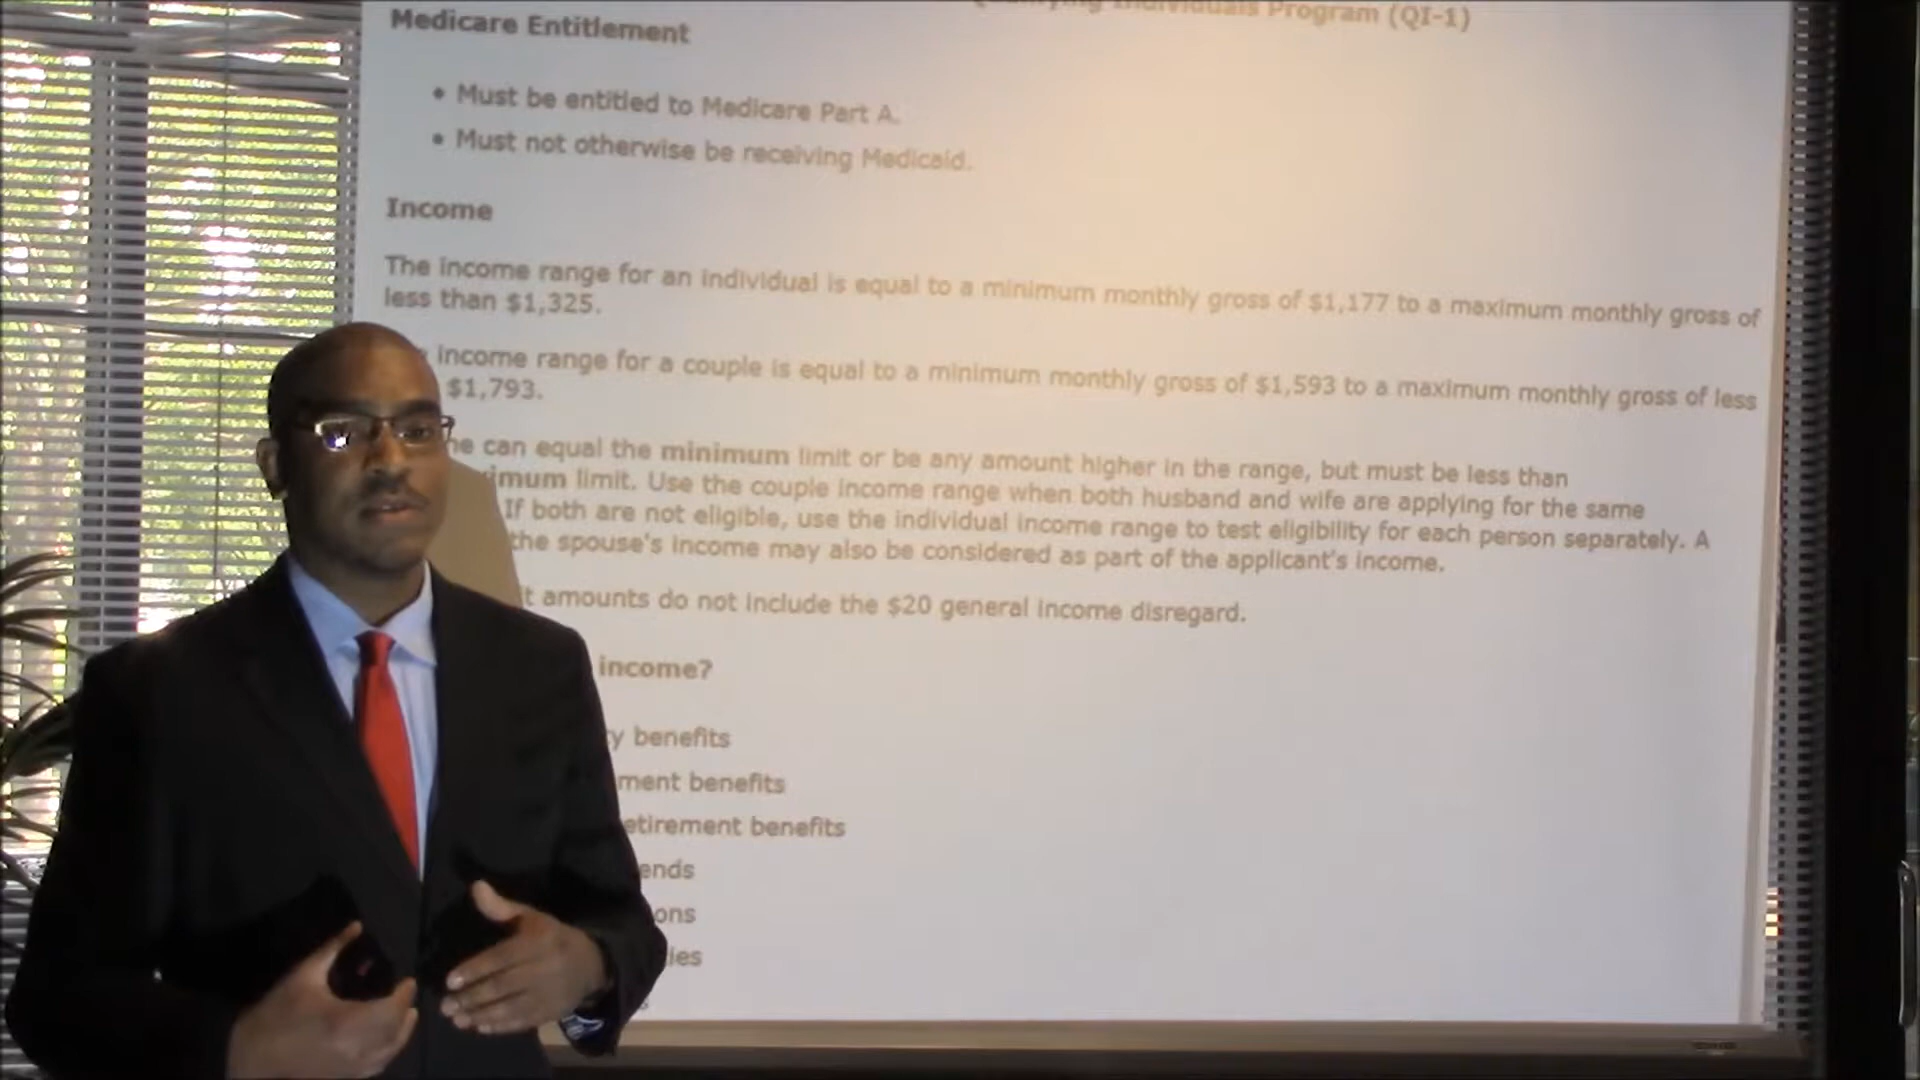 Qualifying Individuals Program (QI-1)
Medicare Entitlement
• Must be entitled to Medicare Part A.
• Must not otherwise be receiving Medicaid.
Income
The income range for an individual is equal to a minimum monthly gross of $1,177 to a maximum monthly gross of
less than $1,325.
income range for a couple is equal to a minimum monthly gross of $1,593 to a maximum monthly gross of less
$1,793.
can equal the minimum limit or be any amount higher in the range, but must be less than
limit. Use the couple income range when both husband and wife are applying for the same
If both are not eligible, use the individual income range to test eligibility for each person separately. A
the spouse's income may also be considered as part of the applicant's income.
amounts do not include the $20 general income disregard.
income?
benefits
benefits
benefits